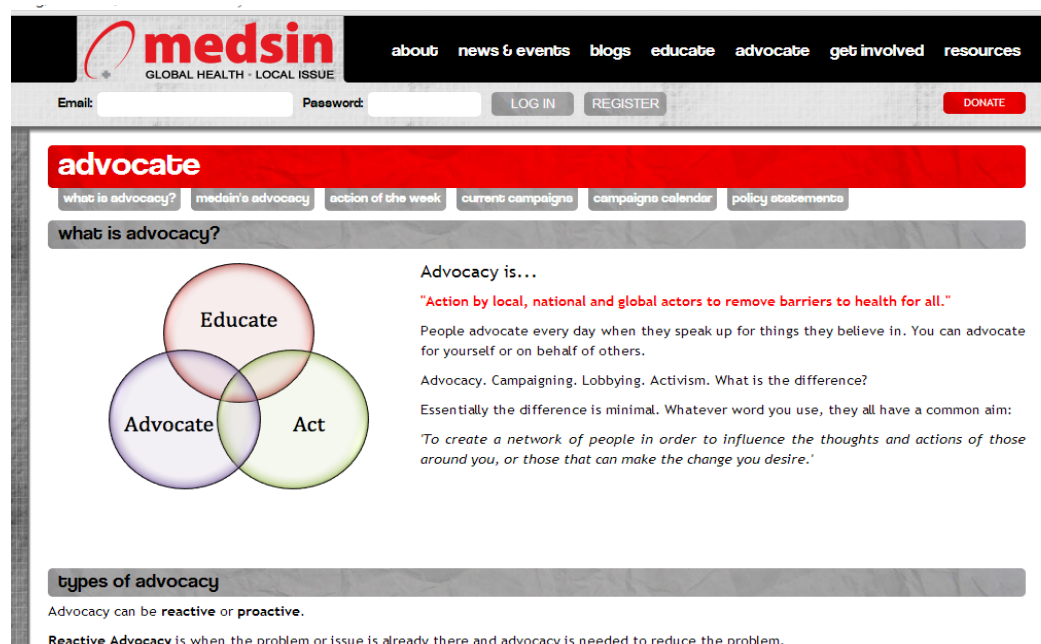 medsin
GLOBAL HEALTH - LOCAL ISSUE
about news & events blogs educate advocate get involved resources
Email: Password: LOG IN REGISTER DONATE
advocate
what is advocacy? medsin's advocacy action of the week current campaigns campaigns calendar policy statements
what is advocacy?
Educate
Advocate
Act
Advocacy is...
"Action by local, national and global actors to remove barriers to health for all."
People advocate every day when they speak up for things they believe in. You can advocate
for yourself or on behalf of others.
Advocacy. Campaigning. Lobbying. Activism. What is the difference?
Essentially the difference is minimal. Whatever word you use, they all have a common aim:
'To create a network of people in order to influence the thoughts and actions of those
around you, or those that can make the change you desire.'
types of advocacy
Advocacy can be reactive or proactive.
Reactive Advocacy is when the problem or issue is already there and advocacy is needed to reduce the problem.